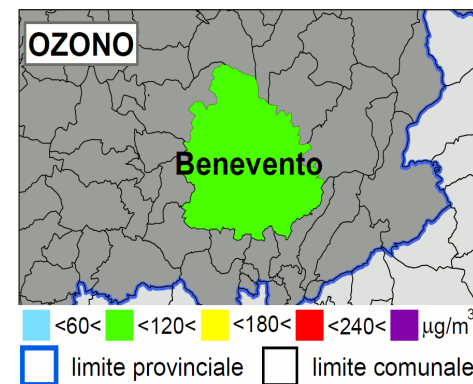 OZONO
Benevento
<60< <120< <180< <240< µg/m³
limite provinciale limite comunale